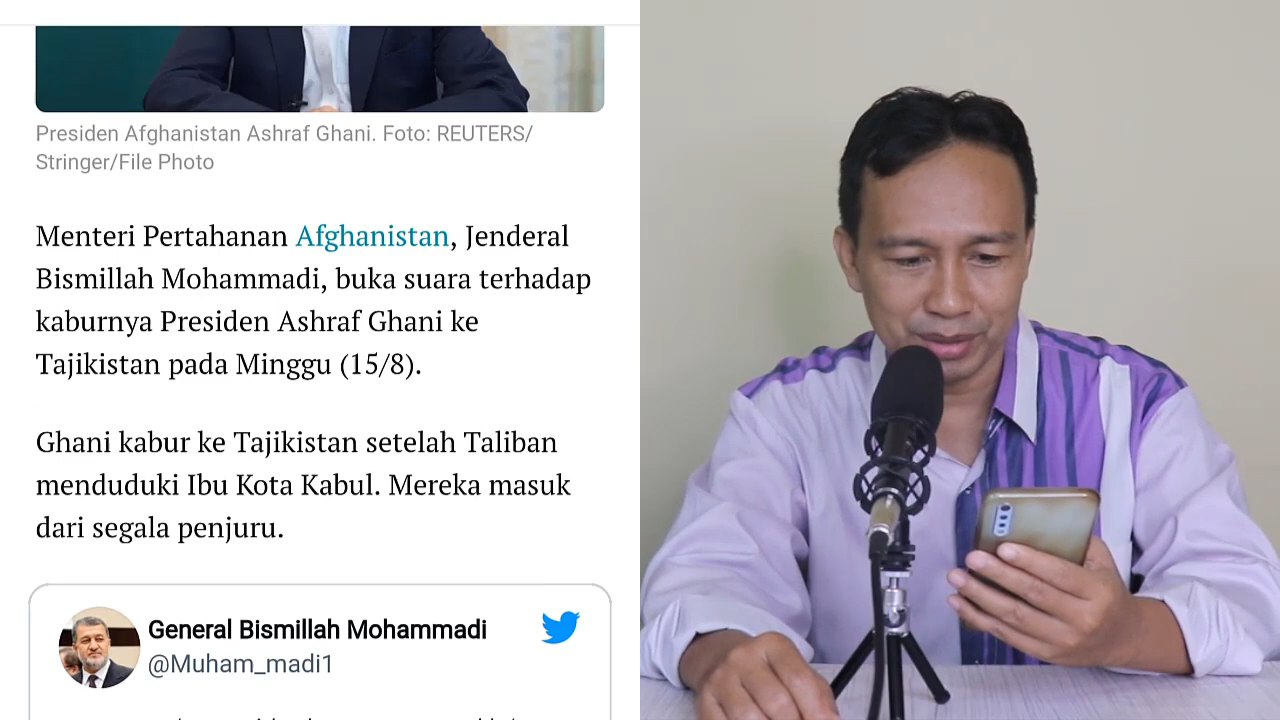 Presiden Afghanistan Ashraf Ghani. Foto: REUTERS/
Stringer/File Photo
Menteri Pertahanan Afghanistan, Jenderal
Bismillah Mohammadi, buka suara terhadap
kaburnya Presiden Ashraf Ghani ke
Tajikistan pada Minggu (15/8).
Ghani kabur ke Tajikistan setelah Taliban
menduduki Ibu Kota Kabul. Mereka masuk
dari segala penjuru.
General Bismillah Mohammadi
@Muham_madi1